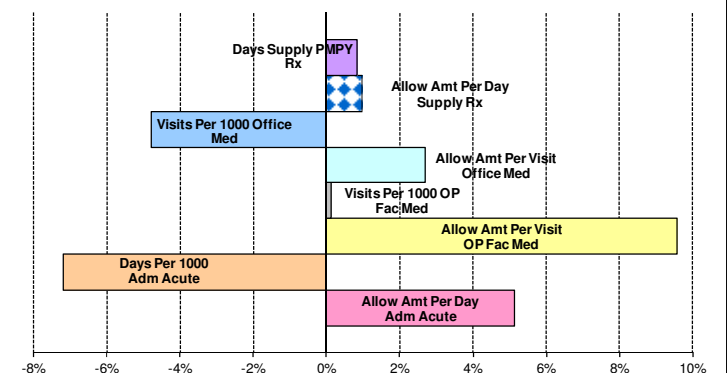 Days Supply PMPY
Rx
Allow Amt Per Day
Supply Rx
Visits Per 1000 Office
Med
Allow Amt Per Visit
Office Med
Visits Per 1000 OP
Fac Med
Allow Amt Per Visit
OP Fac Med
Days Per 1000
Adm Acute
Allow Amt Per Day
Adm Acute
-8% -6% -4% -2% 0% 2% 4% 6% 8% 10%